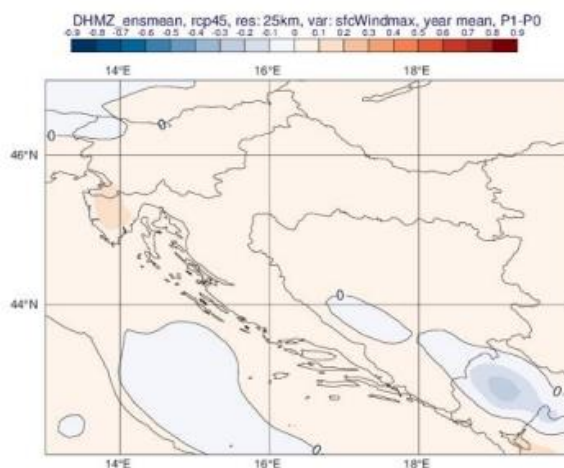 DHMZ_ensmean, rcp45, res: 25km, var: sfcWindmax, year mean, P1-P0
-0.9 -0.8 -0.7 -0.6 -0.5 -0.4 -0.3 -0.2 -0.1 0 0.1 0.2 0.3 0.4 0.5 0.6 0.7 0.8 0.9
14°E 16°E 18°E
0 0
46°N
44°N 0
0
0
14°E 16°E 18°E